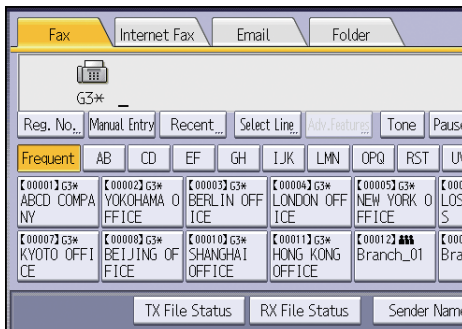 Fax
Internet Fax
Email
Folder
G3* _
Reg. No.
Manual Entry
Recent
Select Line
Adv.Features
Tone
Pause
Frequent
AB
CD
EF
GH
IJK
LMN
OPQ
RST
【00001】G3*
ABCD COMPA
NY
【00002】G3*
YOKOHAMA O
FFICE
【00003】G3*
BERLIN OFF
ICE
【00004】G3*
LONDON OFF
ICE
【00005】G3*
NEW YORK O
FFICE
【000
LOS
S
【00007】G3*
KYOTO OFFI
CE
【00008】G3*
BEIJING OF
FICE
【00010】G3*
SHANGHAI
OFFICE
【00011】G3*
HONG KONG
OFFICE
【00012】
Branch_01
【000
Bra
TX File Status
RX File Status
Sender Name